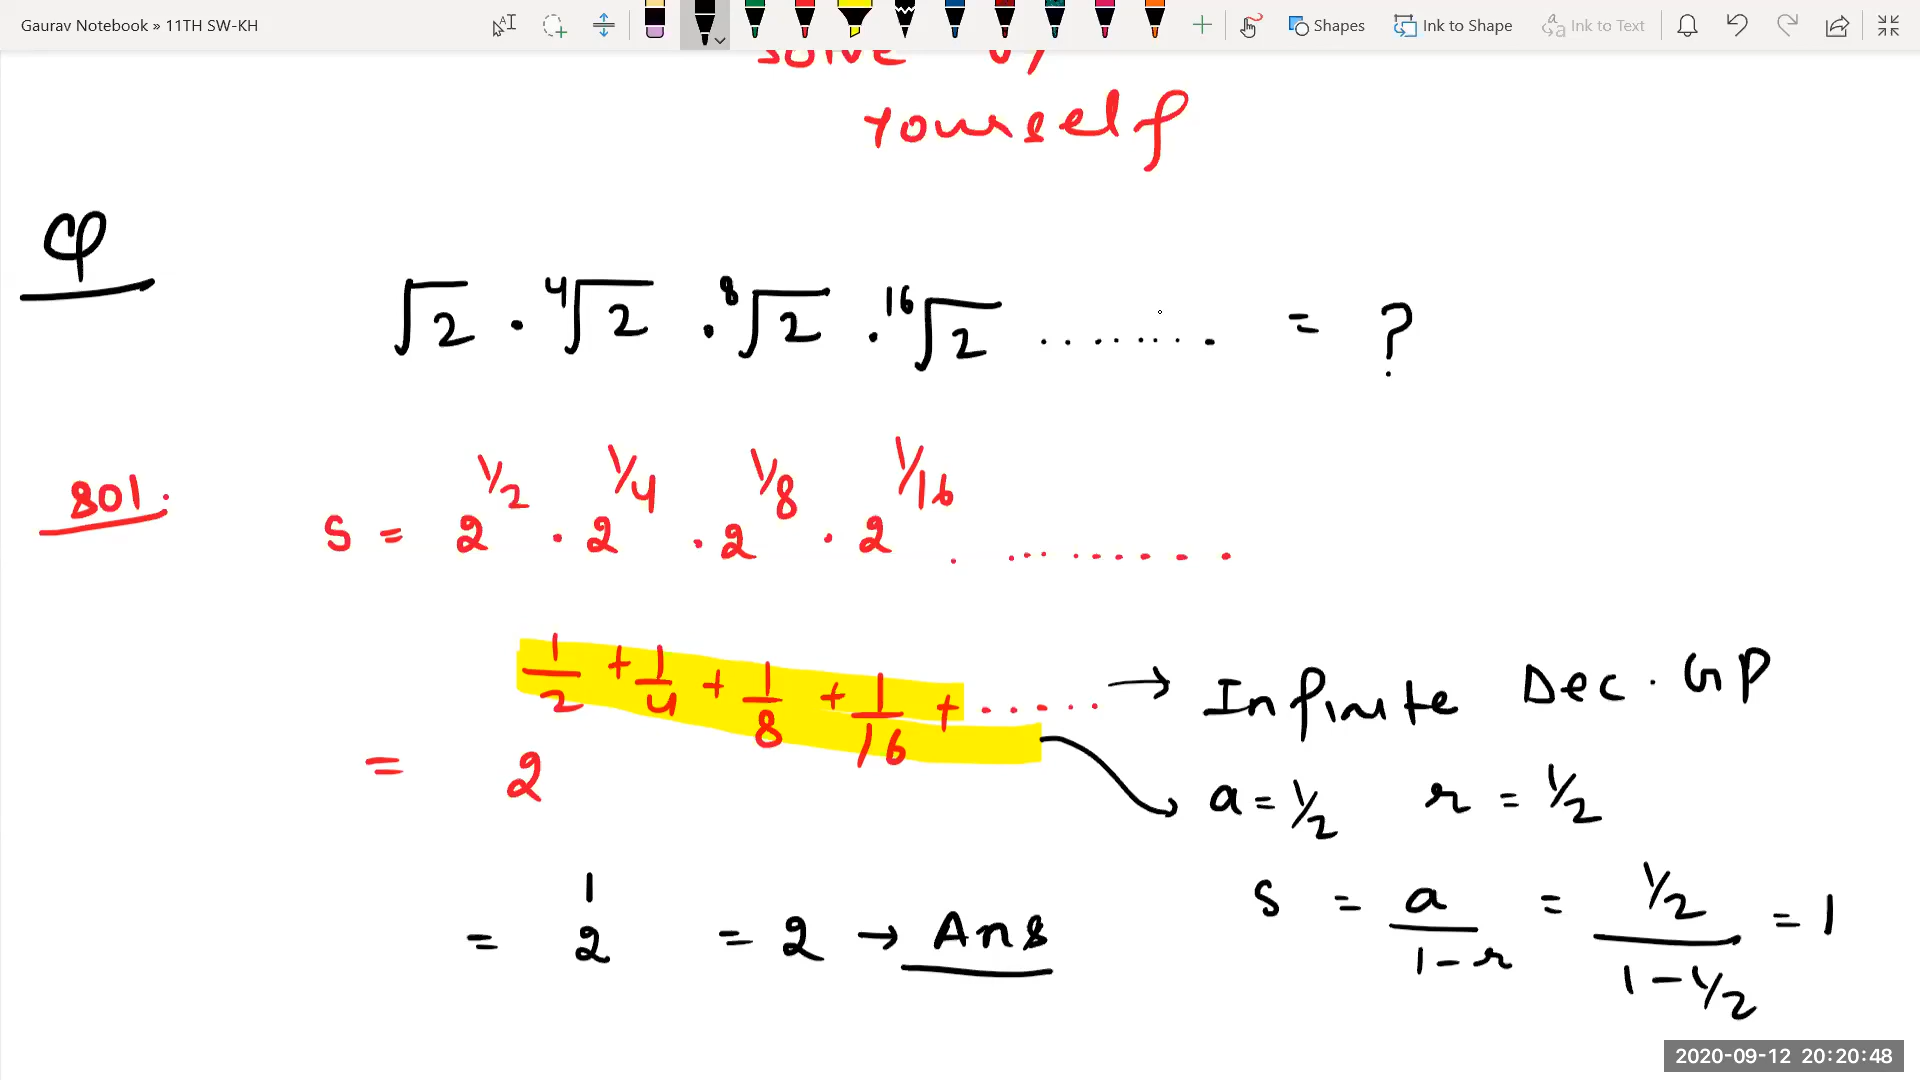 Gaurav Notebook » 11TH SW-KH
Shapes
Ink to Shape
Ink to Text
solve
yourself
Q
√2 · ⁴√2 · ⁸√2 · ¹⁶√2 ........ = ?
Sol.
S = 2^1/2 · 2^1/4 · 2^1/8 · 2^1/16 . ..........
= 2^(1/2 + 1/4 + 1/8 + 1/16 + ......) → Infinite Dec. GP
a = 1/2 r = 1/2
S = a/(1-r) = (1/2)/(1-1/2) = 1
= 2^1 = 2 → Ans
2020-09-12 20:20:48